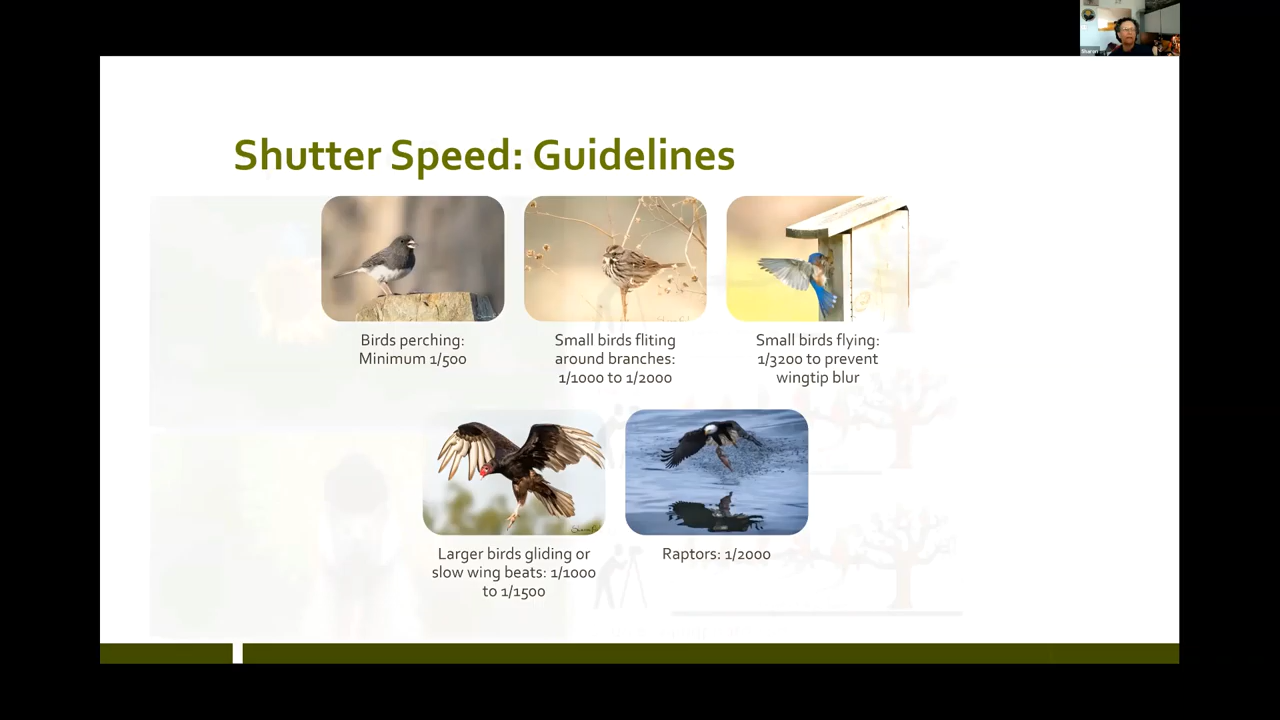 Sharon
Shutter Speed: Guidelines
Birds perching:
Minimum 1/500
Small birds fliting
around branches:
1/1000 to 1/2000
Small birds flying:
1/3200 to prevent
wingtip blur
Larger birds gliding or
slow wing beats: 1/1000
to 1/1500
Raptors: 1/2000